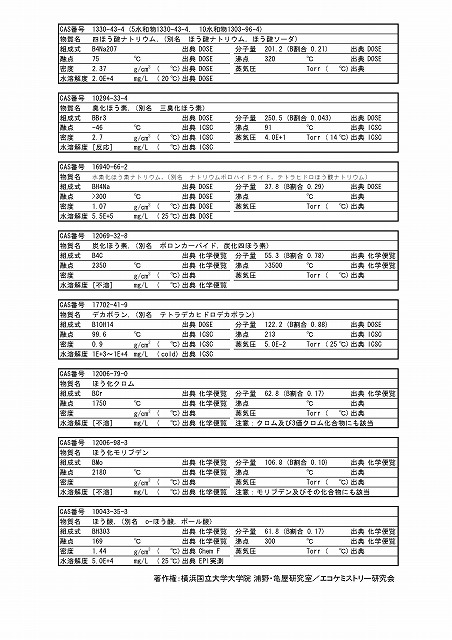 CAS番号 1330-43-4 (5水和物1330-43-4, 10水和物1303-96-4)
物質名 四ほう酸ナトリウム, (別名 ほう酸ナトリウム, ほう酸ソーダ)
組成式 B4Na2O7 出典 DOSE 分子量 201.2 (B割合 0.21) 出典 DOSE
融点 75 ℃ 出典 DOSE 沸点 320 ℃ 出典 DOSE
密度 2.37 g/cm³ ( ℃) 出典 DOSE 蒸気圧 Torr ( ℃) 出典
水溶解度 2.0E+4 mg/L (20℃) 出典 DOSE
CAS番号 10294-33-4
物質名 臭化ほう素, (別名 三臭化ほう素)
組成式 BBr3 出典 DOSE 分子量 250.5 (B割合 0.043) 出典 DOSE
融点 -46 ℃ 出典 ICSC 沸点 91 ℃ 出典 ICSC
密度 2.7 g/cm³ ( ℃) 出典 ICSC 蒸気圧 4.0E+1 Torr (14℃) 出典 ICSC
水溶解度 [反応] mg/L ( ℃) 出典 ICSC
CAS番号 16940-66-2
物質名 水素化ほう素ナトリウム, (別名 ナトリウムボロハイドライド, テトラヒドロほう酸ナトリウム)
組成式 BH4Na 出典 DOSE 分子量 37.8 (B割合 0.29) 出典 DOSE
融点 >300 ℃ 出典 DOSE 沸点 ℃ 出典
密度 1.07 g/cm³ ( ℃) 出典 DOSE 蒸気圧 Torr ( ℃) 出典
水溶解度 5.5E+5 mg/L (25℃) 出典 DOSE
CAS番号 12069-32-8
物質名 炭化ほう素, (別名 ボロンカーバイド, 炭化四ほう素)
組成式 B4C 出典 化学便覧 分子量 55.3 (B割合 0.78) 出典 化学便覧
融点 2350 ℃ 出典 化学便覧 沸点 >3500 ℃ 出典 化学便覧
密度 g/cm³ ( ℃) 出典 蒸気圧 Torr ( ℃) 出典
水溶解度 [不溶] mg/L ( ℃) 出典 化学便覧
CAS番号 17702-41-9
物質名 デカボラン, (別名 テトラデカヒドロデカボラン)
組成式 B10H14 出典 DOSE 分子量 122.2 (B割合 0.88) 出典 DOSE
融点 99.6 ℃ 出典 ICSC 沸点 213 ℃ 出典 ICSC
密度 0.9 g/cm³ ( ℃) 出典 ICSC 蒸気圧 5.0E-2 Torr (25℃) 出典 ICSC
水溶解度 1E+3～1E+4 mg/L (cold) 出典 ICSC
CAS番号 12006-79-0
物質名 ほう化クロム
組成式 BCr 出典 化学便覧 分子量 62.8 (B割合 0.17) 出典 化学便覧
融点 1750 ℃ 出典 化学便覧 沸点 ℃ 出典
密度 g/cm³ ( ℃) 出典 蒸気圧 Torr ( ℃) 出典
水溶解度 [不溶] mg/L ( ℃) 出典 化学便覧 注意：クロム及び3価クロム化合物にも該当
CAS番号 12006-98-3
物質名 ほう化モリブデン
組成式 BMo 出典 化学便覧 分子量 106.8 (B割合 0.10) 出典 化学便覧
融点 2180 ℃ 出典 化学便覧 沸点 ℃ 出典
密度 g/cm³ ( ℃) 出典 蒸気圧 Torr ( ℃) 出典
水溶解度 [不溶] mg/L ( ℃) 出典 化学便覧 注意：モリブデン及びその化合物にも該当
CAS番号 10043-35-3
物質名 ほう酸, (別名 o-ほう酸, ボール酸)
組成式 BH3O3 出典 化学便覧 分子量 61.8 (B割合 0.17) 出典 化学便覧
融点 169 ℃ 出典 化学便覧 沸点 300 ℃ 出典 化学便覧
密度 1.44 g/cm³ ( ℃) 出典 Chem F 蒸気圧 Torr ( ℃) 出典
水溶解度 5.0E+4 mg/L (25℃) 出典 EPI実測
著作権：横浜国立大学大学院 浦野・亀屋研究室／エコケミストリー研究会